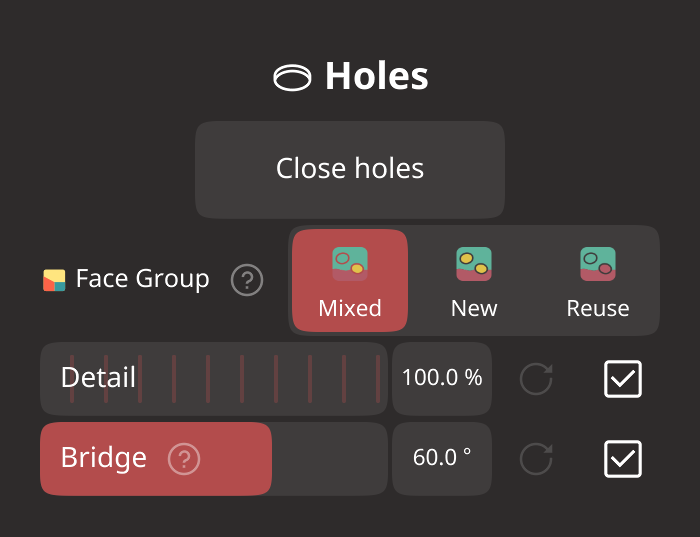 Holes
Close holes
Face Group ?
Mixed
New
Reuse
Detail
100.0 %
Bridge ?
60.0 °